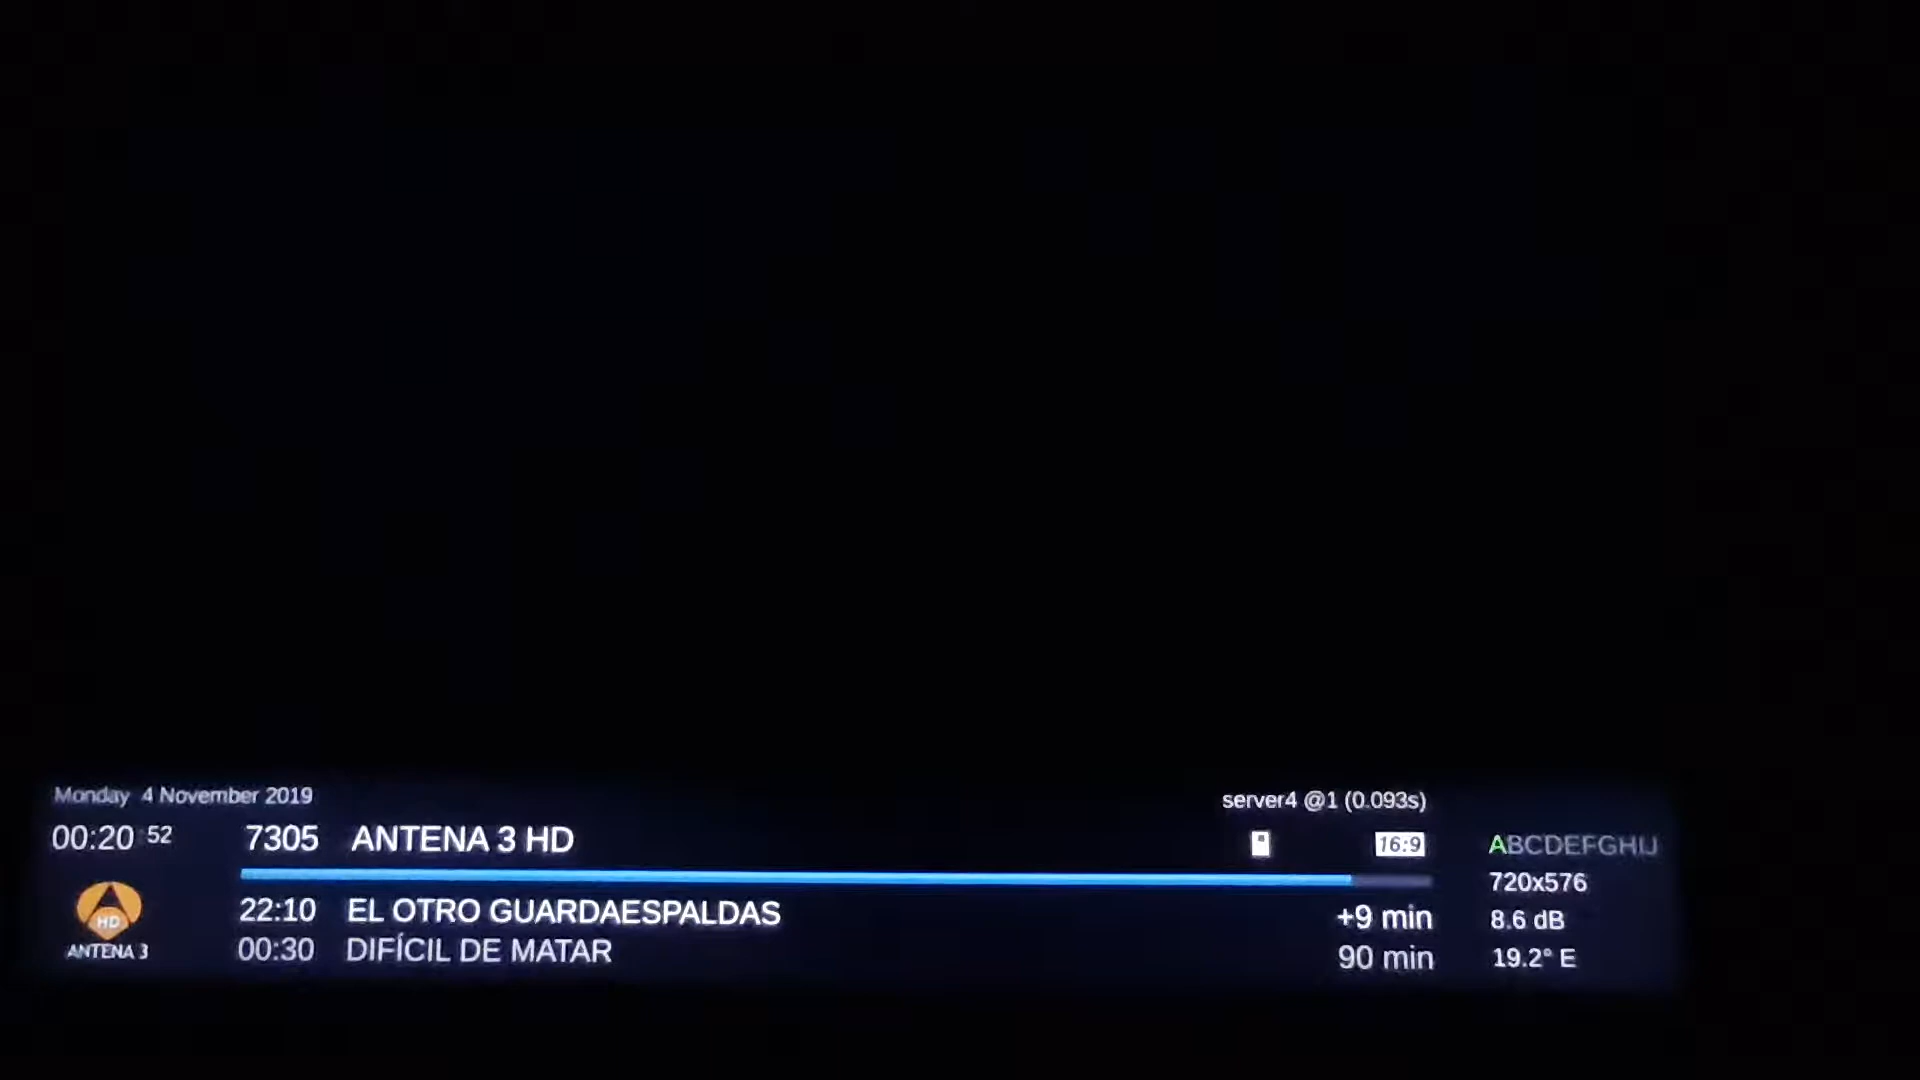 Monday 4 November 2019
server4 @1 (0.093s)
00:20 52
7305 ANTENA 3 HD
16:9
ABCDEFGHIJ
720x576
HD
ANTENA 3
22:10 EL OTRO GUARDAESPALDAS +9 min
8.6 dB
00:30 DIFÍCIL DE MATAR 90 min
19.2° E